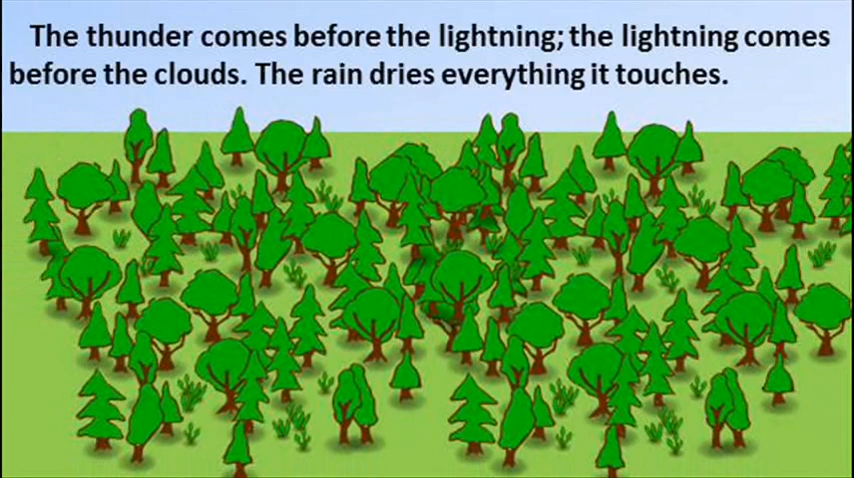 The thunder comes before the lightning; the lightning comes
before the clouds. The rain dries everything it touches.